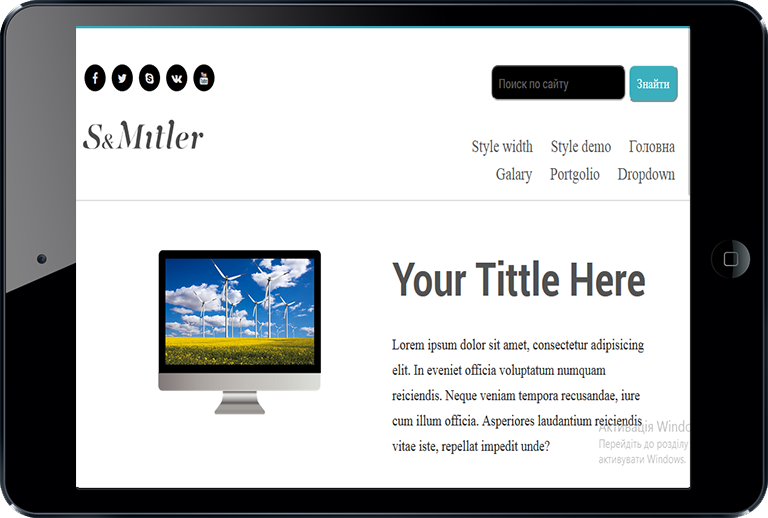 Поиск по сайту
Знайти
S&Mitler
Style width Style demo Головна
Galary Portgolio Dropdown
Your Tittle Here
Lorem ipsum dolor sit amet, consectetur adipisicing
elit. In eveniet officia voluptatum numquam
reiciendis. Neque veniam tempora recusandae, iure
cum illum officia. Asperiores laudantium reiciendis
vitae iste, repellat impedit unde?
Активація Windo
Перейдіть до розділу
активувати Windows.